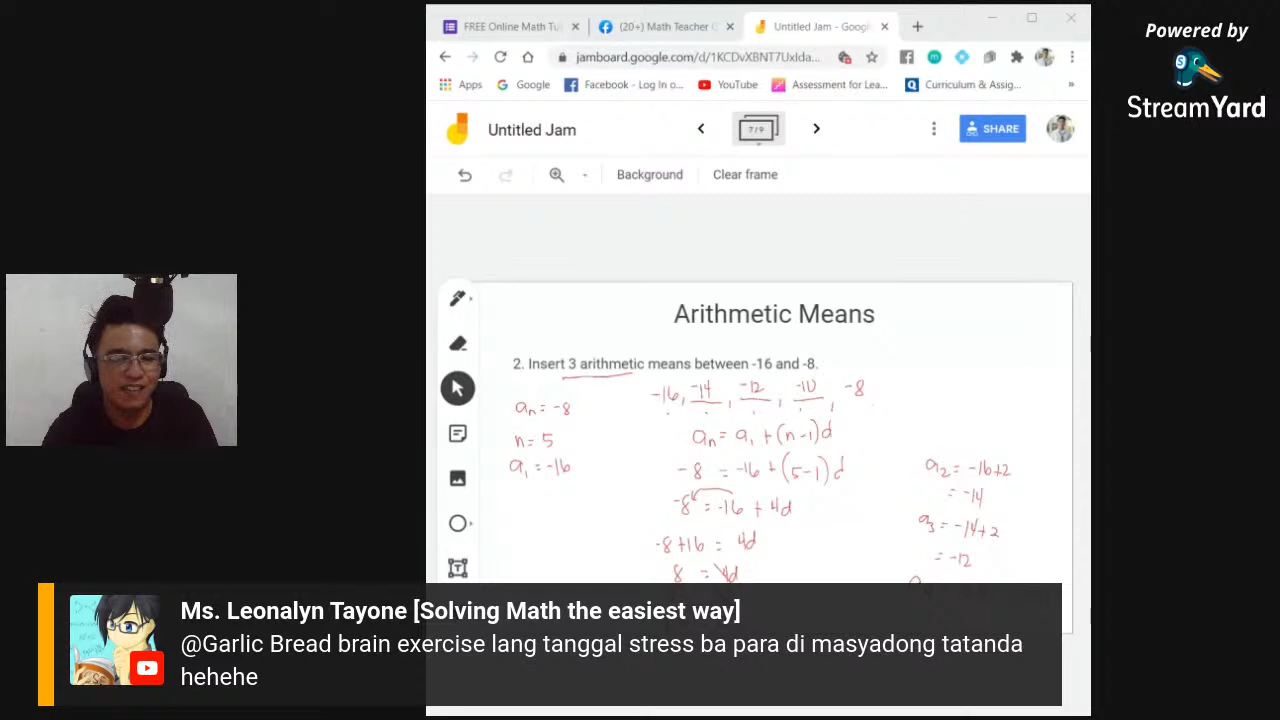 FREE Online Math Tu
(20+) Math Teacher
Untitled Jam - Goog
jamboard.google.com/d/1KCDvXBNT7UxIda...
Apps
Google
Facebook - Log In o...
YouTube
Assessment for Lea...
Curriculum & Assig...
»
Powered by
StreamYard
Untitled Jam
7/9
SHARE
Background
Clear frame
Arithmetic Means
2. Insert 3 arithmetic means between -16 and -8.
-16, -14, -12, -10, -8
aₙ = -8
n = 5
a₁ = -16
aₙ = a₁ + (n-1)d
-8 = -16 + (5-1)d
-8 = -16 + 4d
-8+16 = 4d
8 = 4d
a₂ = -16+2
= -14
a₃ = -14+2
= -12
Ms. Leonalyn Tayone [Solving Math the easiest way]
@Garlic Bread brain exercise lang tanggal stress ba para di masyadong tatanda
hehehe